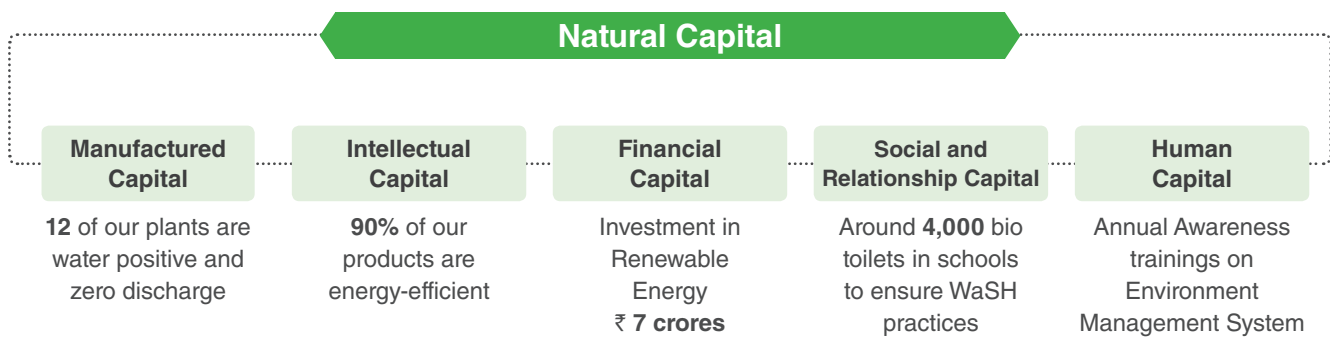 Natural Capital
Manufactured
Capital
12 of our plants are
water positive and
zero discharge
Intellectual
Capital
90% of our
products are
energy-efficient
Financial
Capital
Investment in
Renewable
Energy
₹ 7 crores
Social and
Relationship Capital
Around 4,000 bio
toilets in schools
to ensure WaSH
practices
Human
Capital
Annual Awareness
trainings on
Environment
Management System